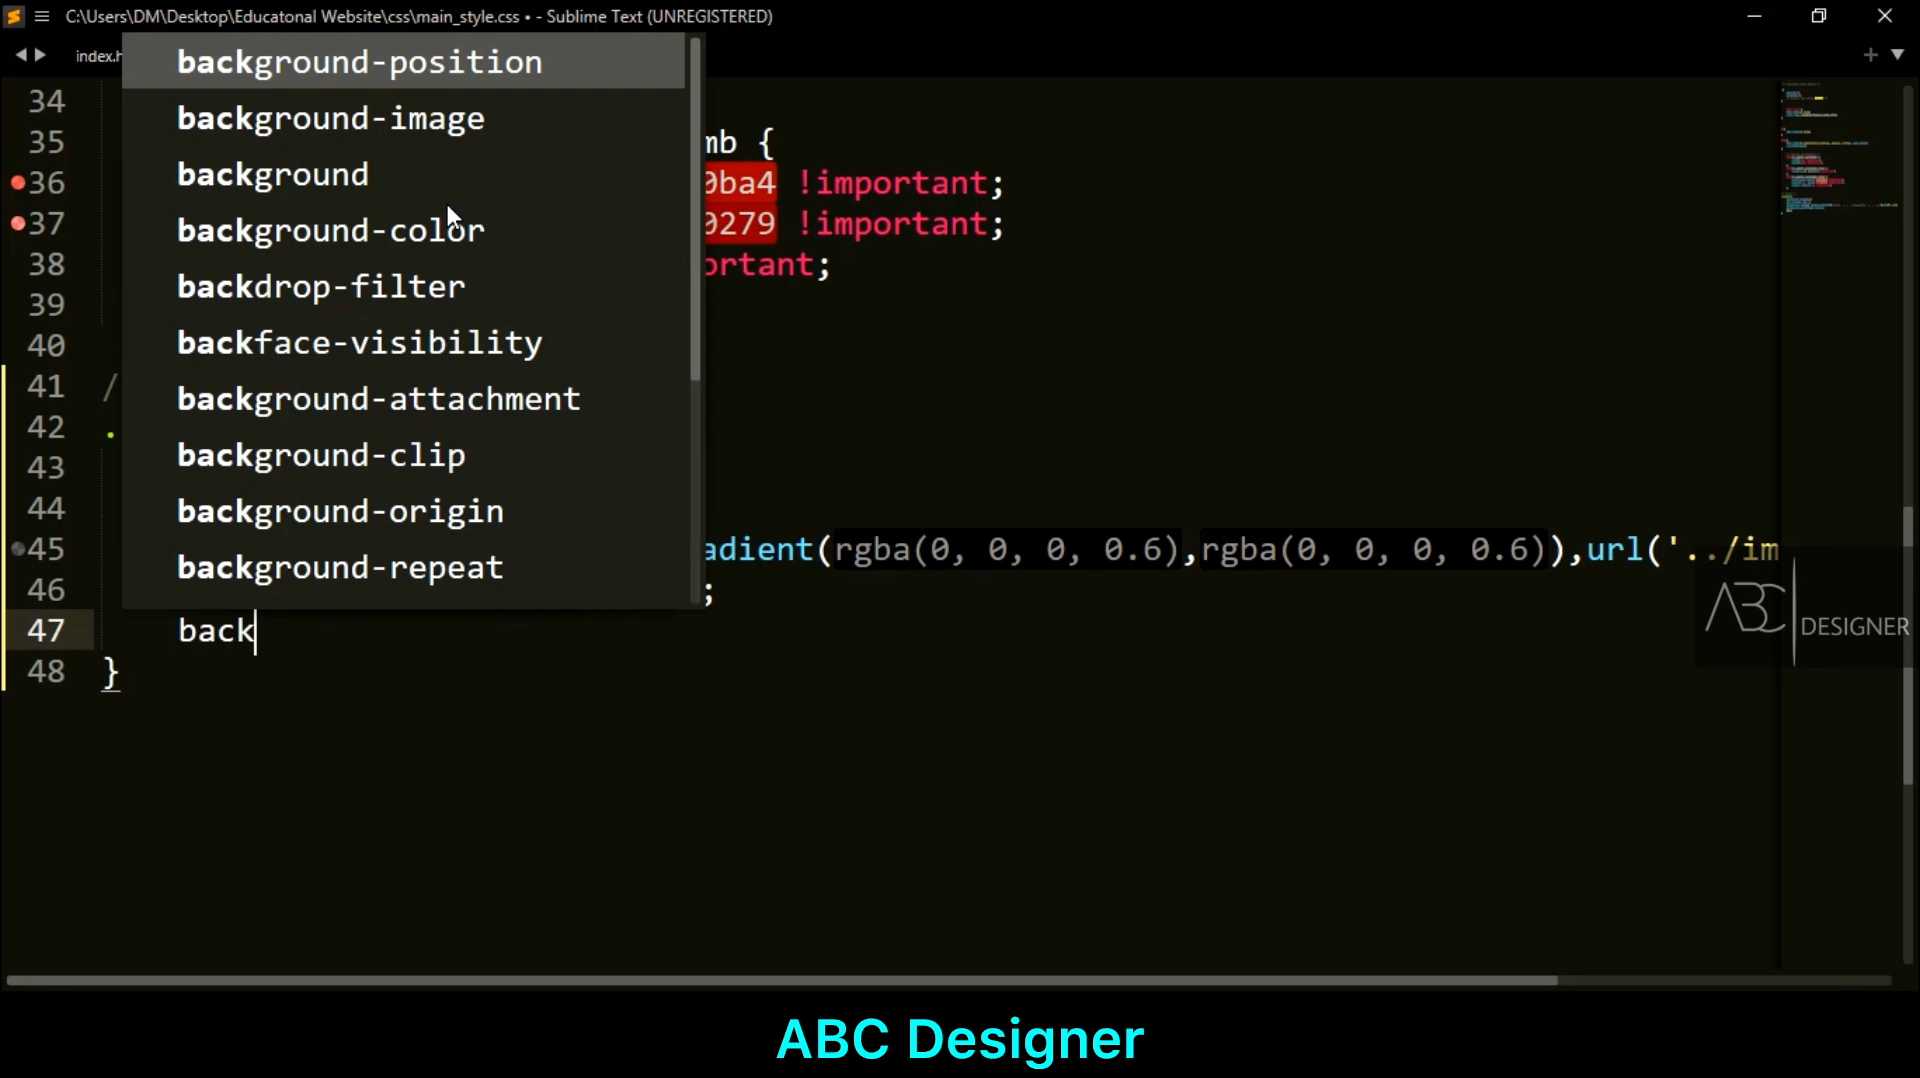 C:\Users\DM\Desktop\Educatonal Website\css\main_style.css • - Sublime Text (UNREGISTERED)
index.h
background-position
background-image
background
background-color
backdrop-filter
backface-visibility
background-attachment
background-clip
background-origin
background-repeat
34
35 mb {
36 0ba4 !important;
37 0279 !important;
38 ortant;
39
40
41 /
42 .
43
44
45 adient(rgba(0, 0, 0, 0.6),rgba(0, 0, 0, 0.6)),url('../im
46 ;
47 back
48 }
ABC DESIGNER
ABC Designer